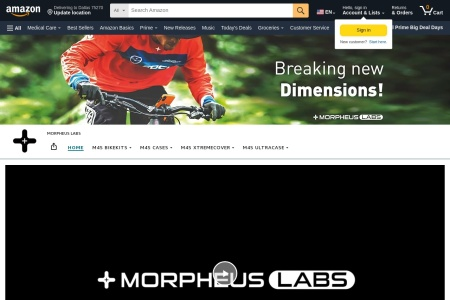 amazon
Delivering to Dallas 75270
Update location
All
Search Amazon
EN
Hello, sign in
Account & Lists
Returns
& Orders
0
Cart
All
Medical Care
Best Sellers
Amazon Basics
Prime
New Releases
Music
Today's Deals
Groceries
Customer Service
Prime Big Deal Days
Sign in
New customer? Start here.
Breaking new
Dimensions!
MORPHEUS LABS
MORPHEUS LABS
HOME
M4S BIKEKITS
M4S CASES
M4S XTREMECOVER
M4S ULTRACASE
MORPHEUS LABS